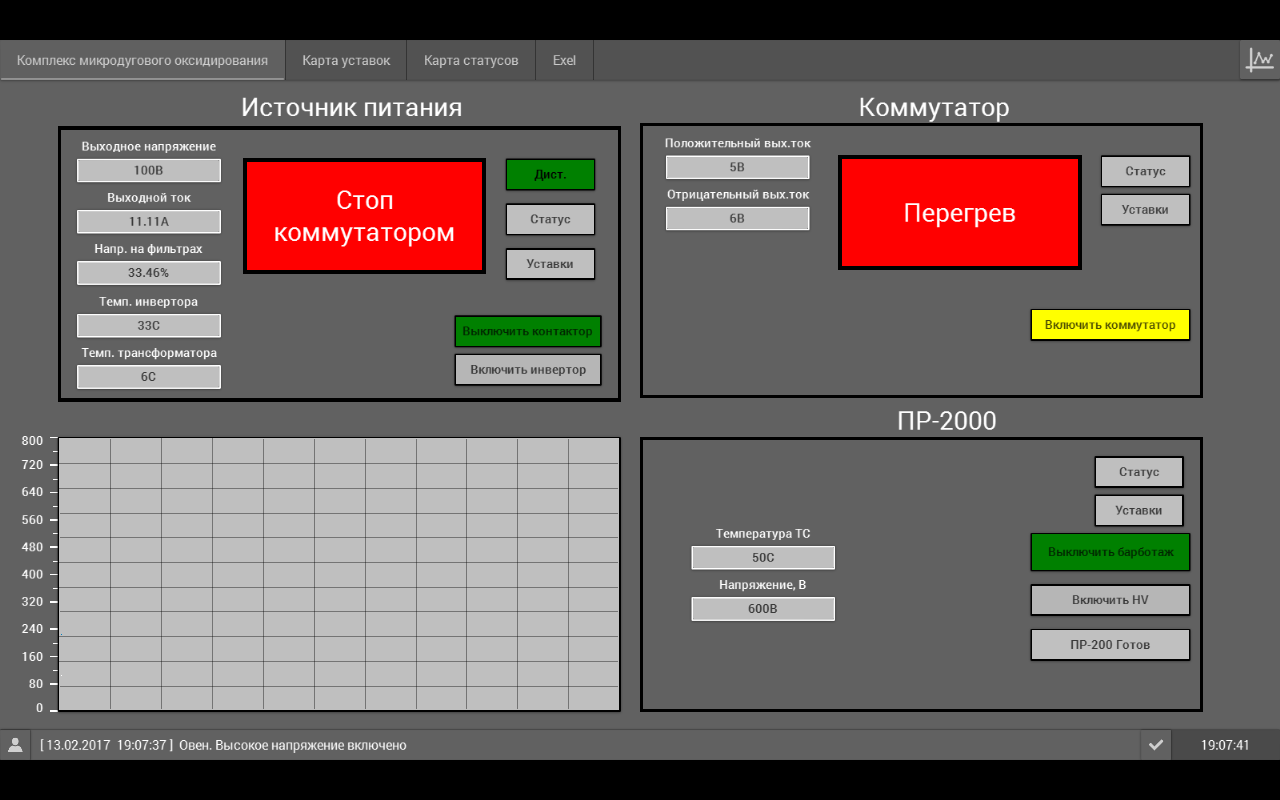 Комплекс микродугового оксидирования
Карта уставок
Карта статусов
Exel
Источник питания
Выходное напряжение
100В
Выходной ток
11.11А
Напр. на фильтрах
33.46%
Темп. инвертора
33С
Темп. трансформатора
6С
Стоп
коммутатором
Дист.
Статус
Уставки
Выключить контактор
Включить инвертор
Коммутатор
Положительный вых.ток
5В
Отрицательный вых.ток
6В
Перегрев
Статус
Уставки
Включить коммутатор
800
720
640
560
480
400
320
240
160
80
0
ПР-2000
Температура ТС
50С
Напряжение, В
600В
Статус
Уставки
Выключить барботаж
Включить HV
ПР-200 Готов
[ 13.02.2017 19:07:37 ] Овен. Высокое напряжение включено
19:07:41